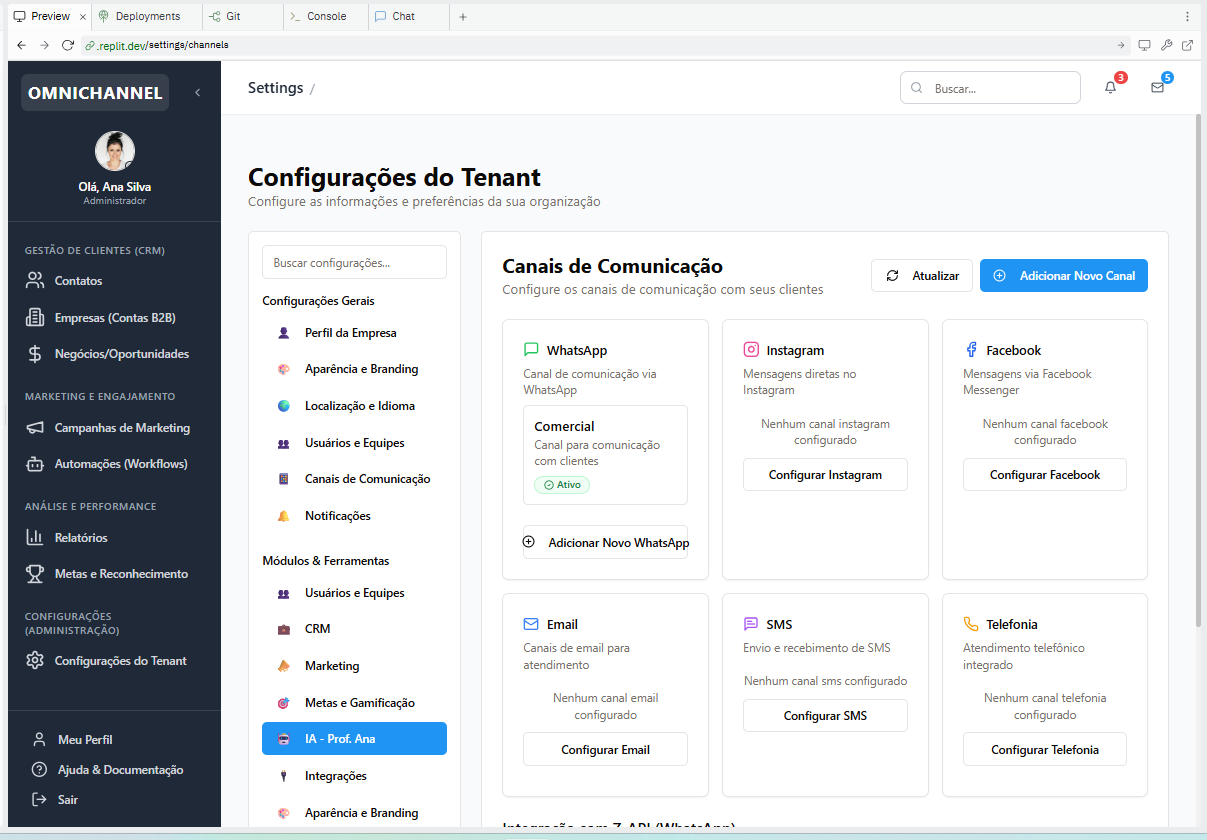 Preview
Deployments
Git
Console
Chat
.replit.dev/settings/channels
OMNICHANNEL
Olá, Ana Silva
Administrador
GESTÃO DE CLIENTES (CRM)
Contatos
Empresas (Contas B2B)
Negócios/Oportunidades
MARKETING E ENGAJAMENTO
Campanhas de Marketing
Automações (Workflows)
ANÁLISE E PERFORMANCE
Relatórios
Metas e Reconhecimento
CONFIGURAÇÕES
(ADMINISTRAÇÃO)
Configurações do Tenant
Meu Perfil
Ajuda & Documentação
Sair
Settings /
Buscar...
3
5
Configurações do Tenant
Configure as informações e preferências da sua organização
Buscar configurações...
Configurações Gerais
Perfil da Empresa
Aparência e Branding
Localização e Idioma
Usuários e Equipes
Canais de Comunicação
Notificações
Módulos & Ferramentas
Usuários e Equipes
CRM
Marketing
Metas e Gamificação
IA - Prof. Ana
Integrações
Aparência e Branding
Canais de Comunicação
Configure os canais de comunicação com seus clientes
Atualizar
Adicionar Novo Canal
WhatsApp
Canal de comunicação via
WhatsApp
Comercial
Canal para comunicação
com clientes
Ativo
Adicionar Novo WhatsApp
Instagram
Mensagens diretas no
Instagram
Nenhum canal instagram
configurado
Configurar Instagram
Facebook
Mensagens via Facebook
Messenger
Nenhum canal facebook
configurado
Configurar Facebook
Email
Canais de email para
atendimento
Nenhum canal email
configurado
Configurar Email
SMS
Envio e recebimento de SMS
Nenhum canal sms configurado
Configurar SMS
Telefonia
Atendimento telefônico
integrado
Nenhum canal telefonia
configurado
Configurar Telefonia
Integração com Z-API (WhatsApp)